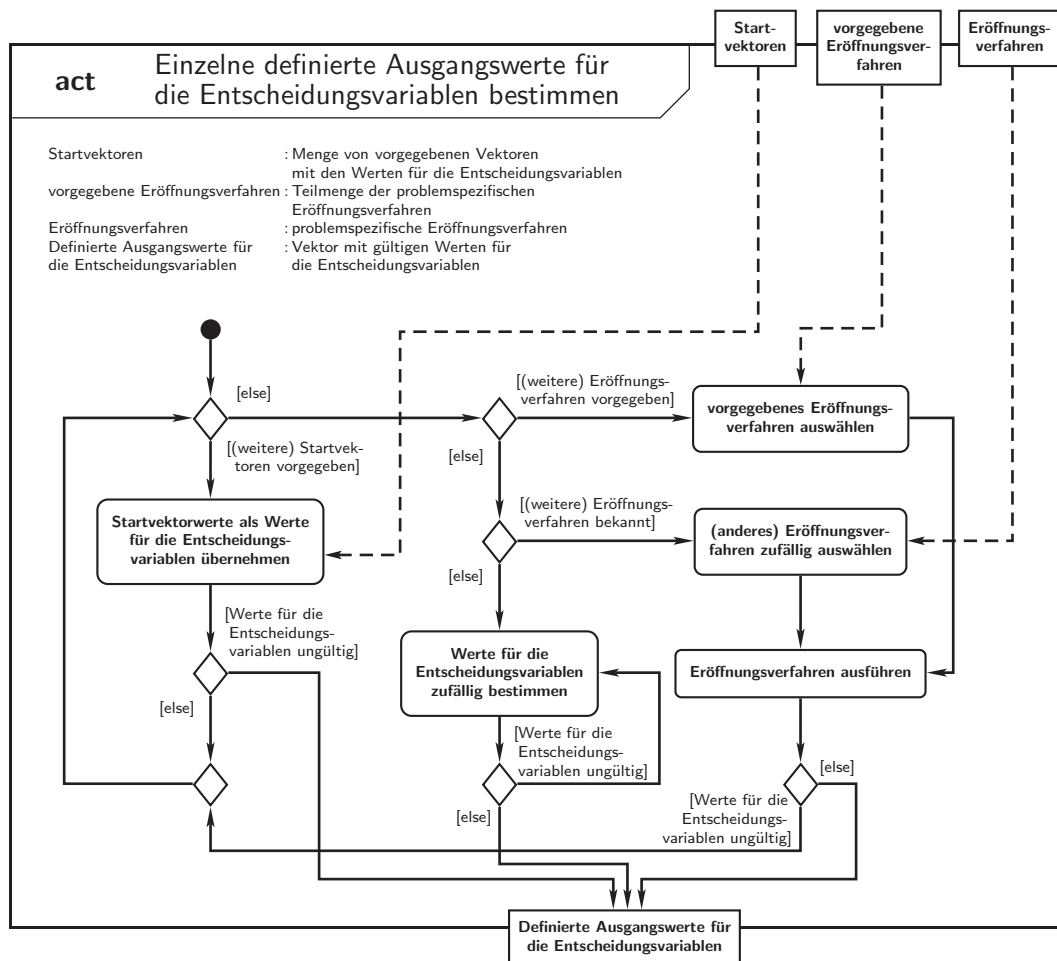 Start-
vektoren
vorgegebene
Eröffnungsver-
fahren
Eröffnungs-
verfahren
act
Einzelne definierte Ausgangswerte für
die Entscheidungsvariablen bestimmen
Startvektoren : Menge von vorgegebenen Vektoren
mit den Werten für die Entscheidungsvariablen
vorgegebene Eröffnungsverfahren : Teilmenge der problemspezifischen
Eröffnungsverfahren
Eröffnungsverfahren : problemspezifische Eröffnungsverfahren
Definierte Ausgangswerte für : Vektor mit gültigen Werten für
die Entscheidungsvariablen die Entscheidungsvariablen
[else]
[(weitere) Eröffnungs-
verfahren vorgegeben]
vorgegebenes Eröffnungs-
verfahren auswählen
[(weitere) Startvek-
toren vorgegeben]
[else]
Startvektorwerte als Werte
für die Entscheidungs-
variablen übernehmen
[(weitere) Eröffnungs-
verfahren bekannt]
(anderes) Eröffnungsver-
fahren zufällig auswählen
[else]
[Werte für die
Entscheidungs-
variablen ungültig]
Werte für die
Entscheidungsvariablen
zufällig bestimmen
Eröffnungsverfahren ausführen
[else]
[Werte für die
Entscheidungs-
variablen ungültig]
[else]
[else]
[Werte für die
Entscheidungs-
variablen ungültig]
Definierte Ausgangswerte für
die Entscheidungsvariablen